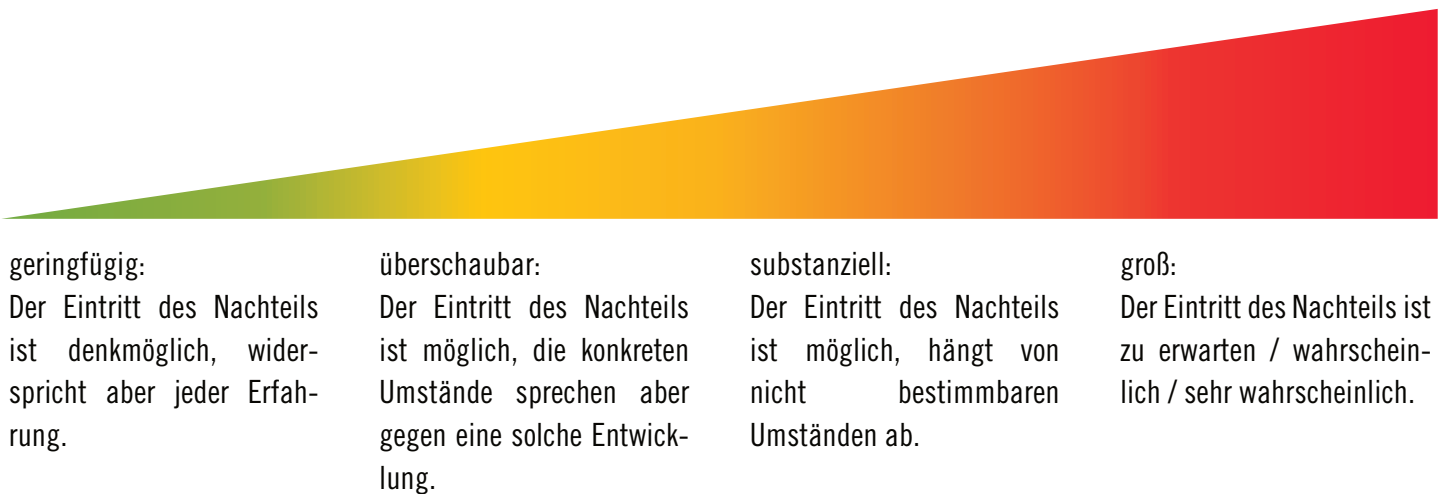 geringfügig:
Der Eintritt des Nachteils
ist denkmöglich, wider-
spricht aber jeder Erfah-
rung.
überschaubar:
Der Eintritt des Nachteils
ist möglich, die konkreten
Umstände sprechen aber
gegen eine solche Entwick-
lung.
substanziell:
Der Eintritt des Nachteils
ist möglich, hängt von
nicht bestimmbaren
Umständen ab.
groß:
Der Eintritt des Nachteils ist
zu erwarten / wahrschein-
lich / sehr wahrscheinlich.